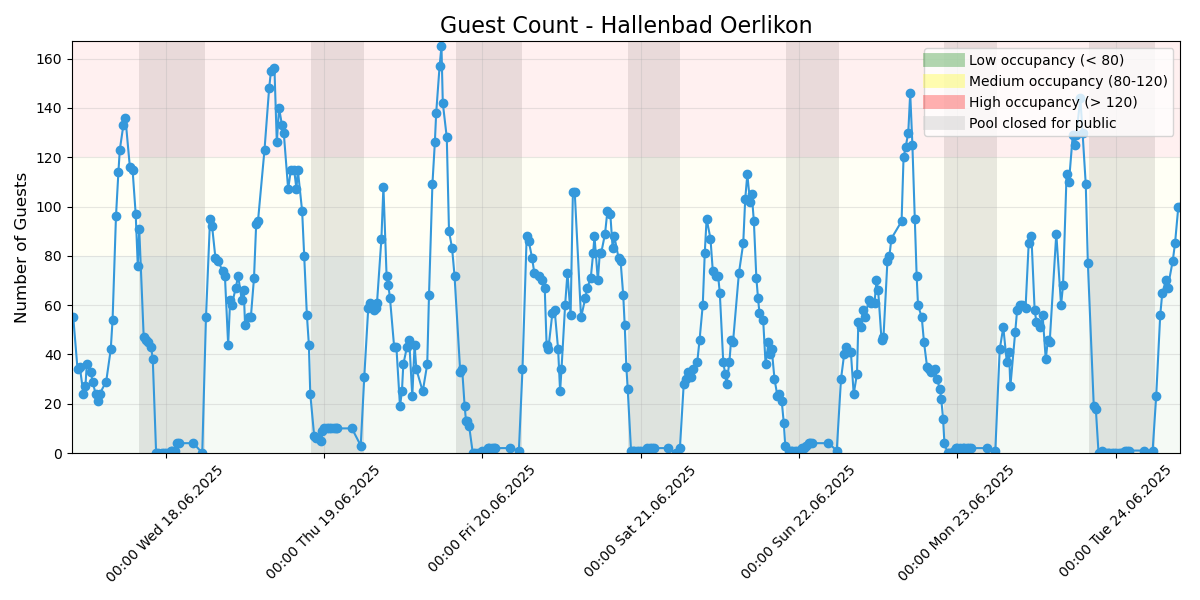 Guest Count - Hallenbad Oerlikon
Number of Guests
160
140
120
100
80
60
40
20
0
Low occupancy (< 80)
Medium occupancy (80-120)
High occupancy (> 120)
Pool closed for public
00:00 Wed 18.06.2025
00:00 Thu 19.06.2025
00:00 Fri 20.06.2025
00:00 Sat 21.06.2025
00:00 Sun 22.06.2025
00:00 Mon 23.06.2025
00:00 Tue 24.06.2025